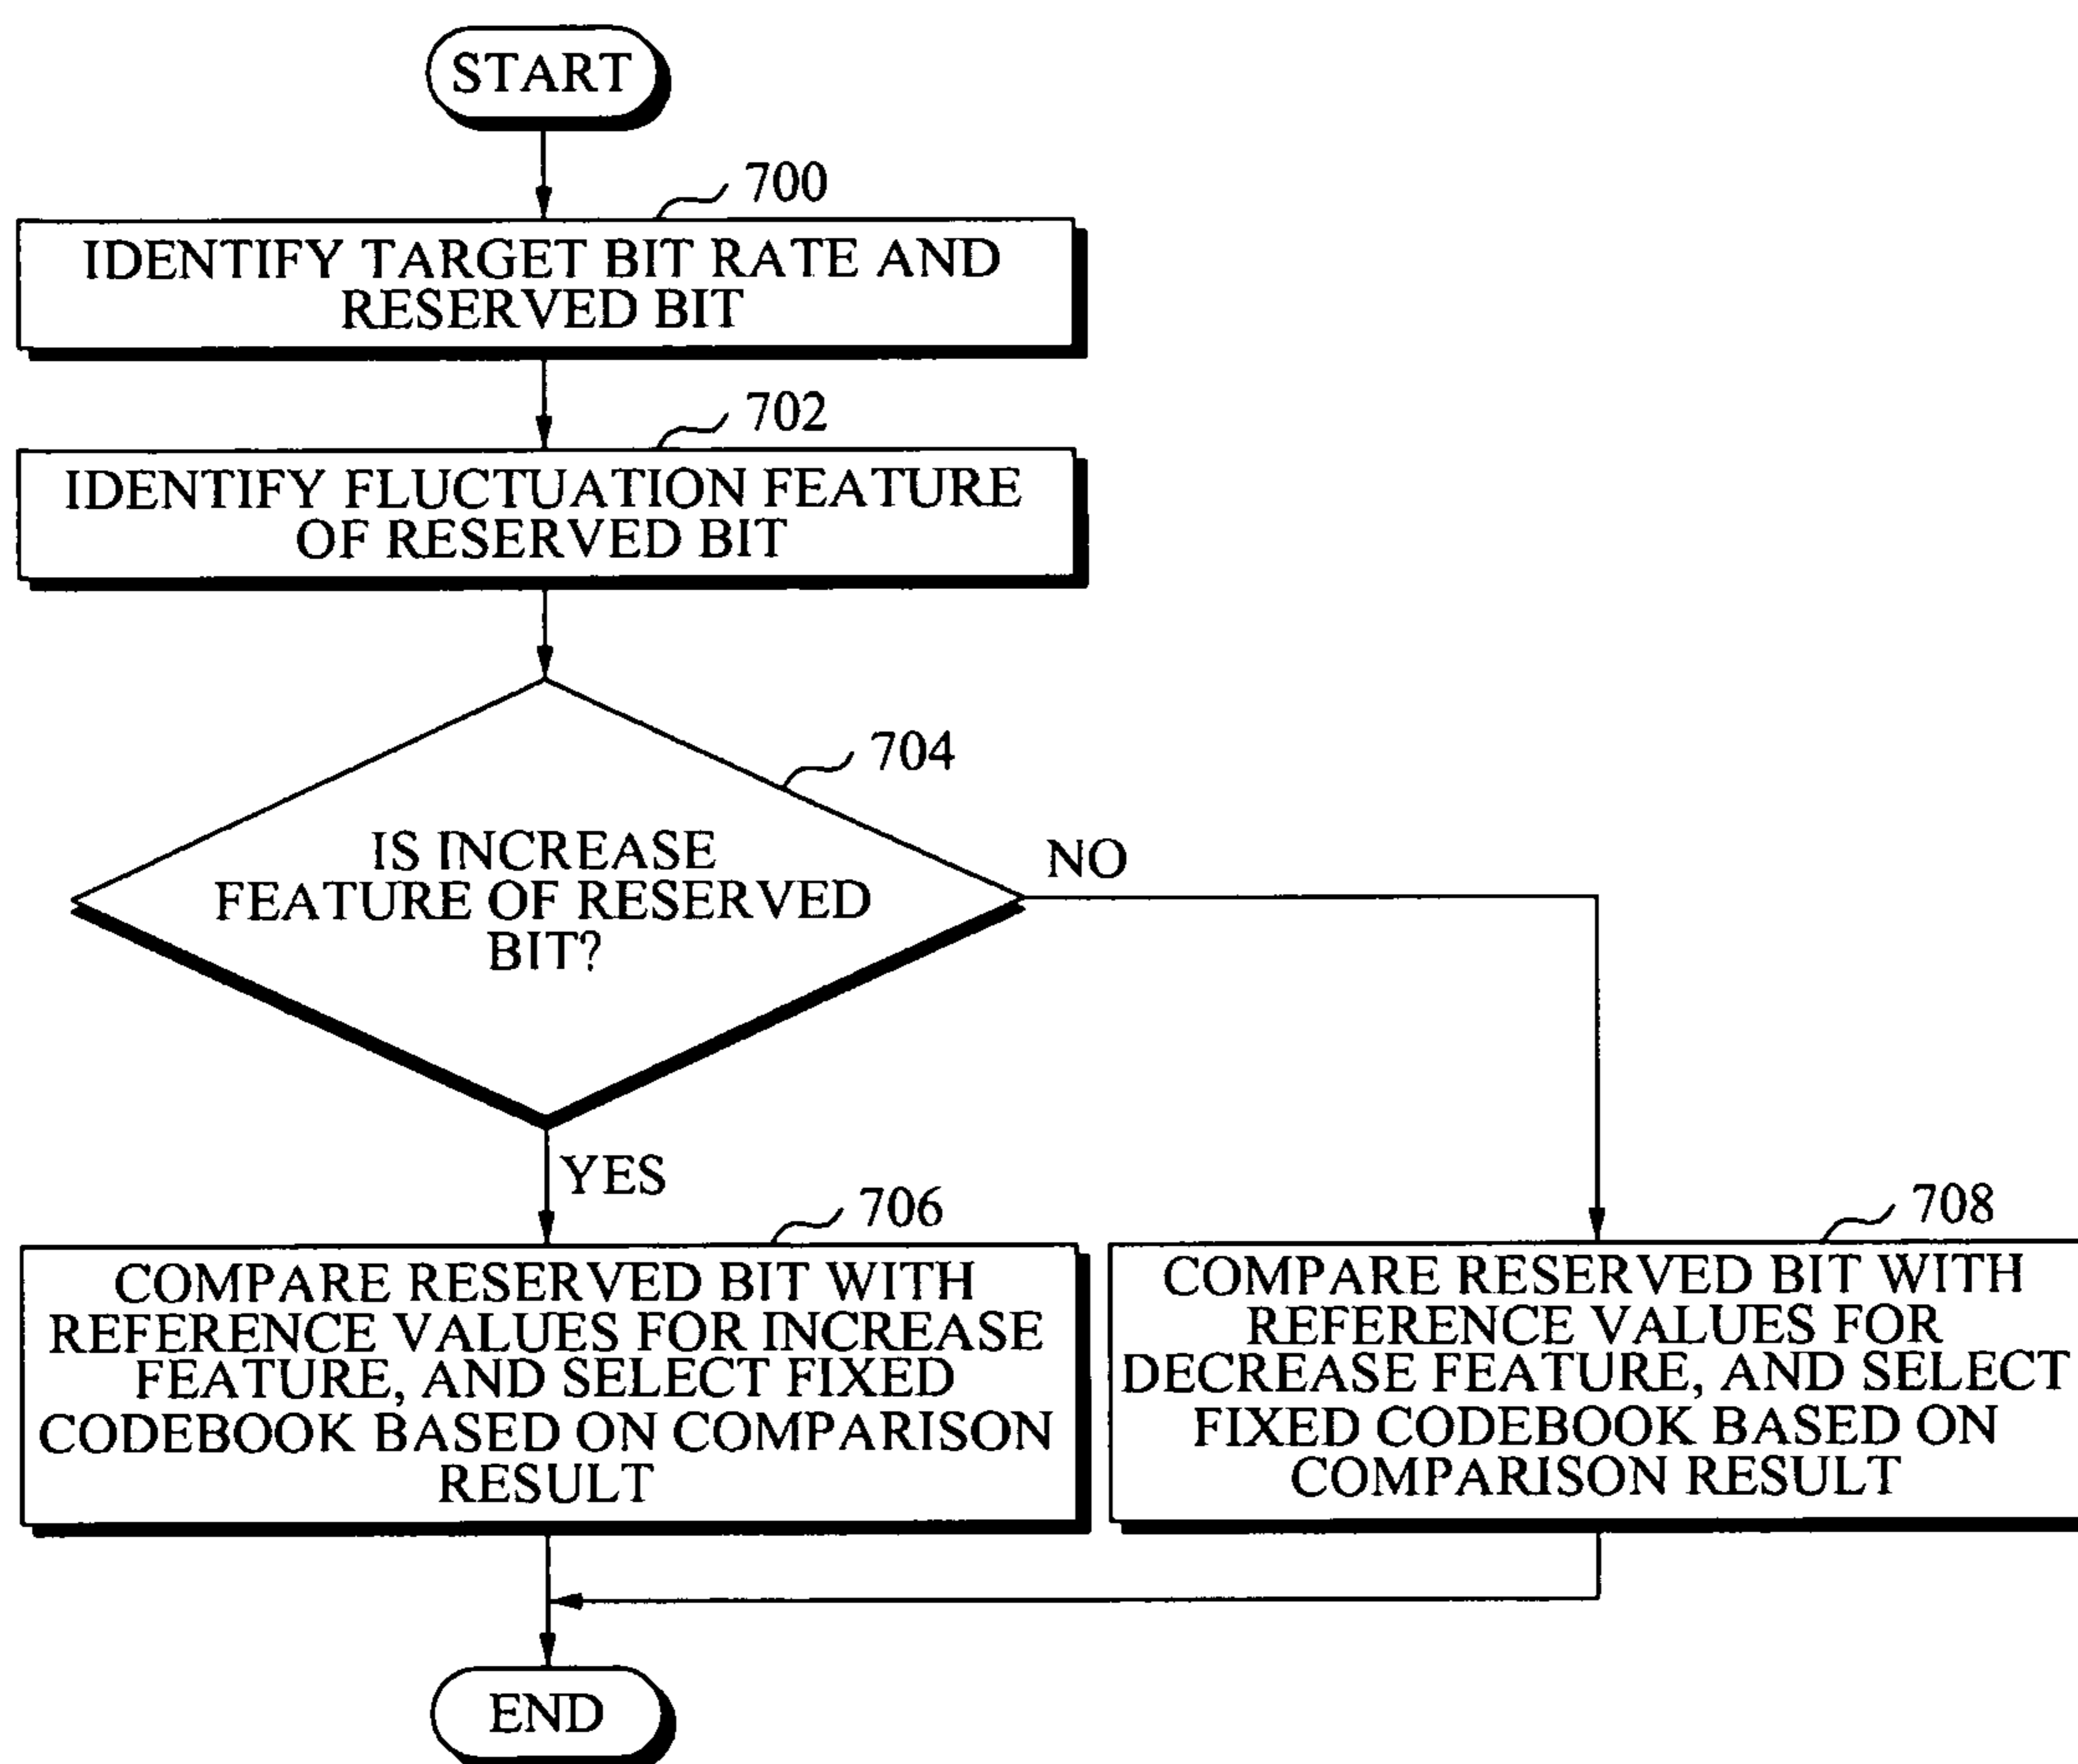 START
700
IDENTIFY TARGET BIT RATE AND
RESERVED BIT
702
IDENTIFY FLUCTUATION FEATURE
OF RESERVED BIT
704
IS INCREASE
FEATURE OF RESERVED
BIT?
NO
YES
706
COMPARE RESERVED BIT WITH
REFERENCE VALUES FOR INCREASE
FEATURE, AND SELECT FIXED
CODEBOOK BASED ON COMPARISON
RESULT
708
COMPARE RESERVED BIT WITH
REFERENCE VALUES FOR
DECREASE FEATURE, AND SELECT
FIXED CODEBOOK BASED ON
COMPARISON RESULT
END